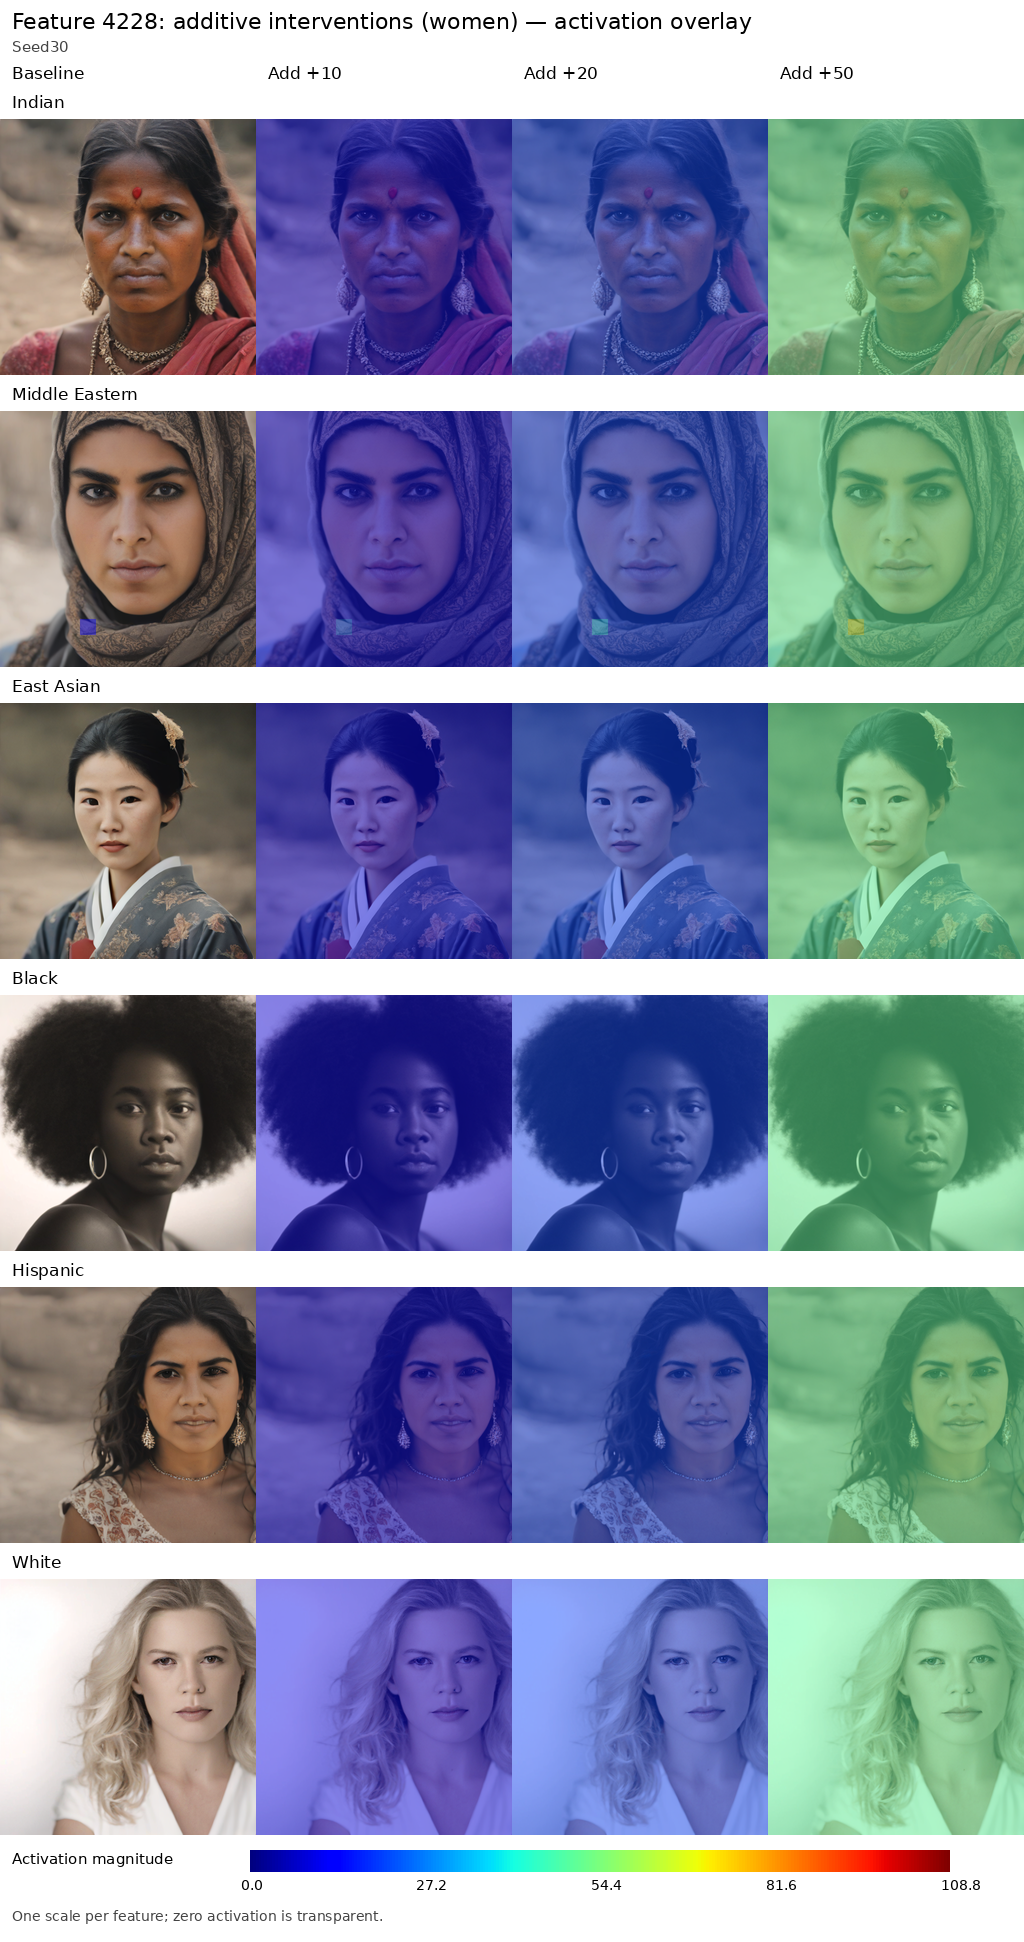 Feature 4228: additive interventions (women) — activation overlay
Seed30
Baseline Add +10 Add +20 Add +50
Indian
Middle Eastern
East Asian
Black
Hispanic
White
Activation magnitude
0.0 27.2 54.4 81.6 108.8
One scale per feature; zero activation is transparent.